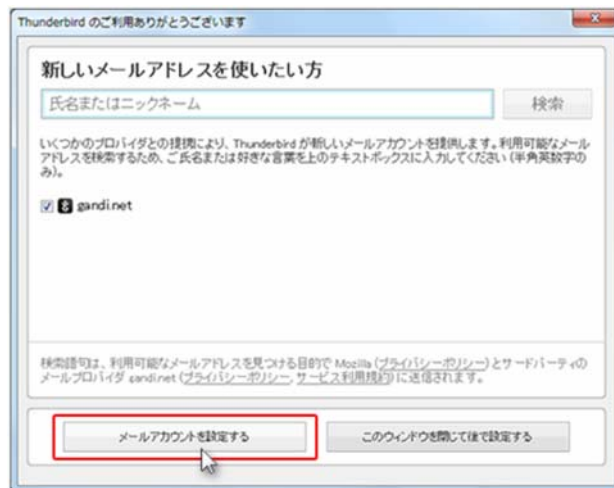 Thunderbird のご利用ありがとうございます
新しいメールアドレスを使いたい方
氏名またはニックネーム
検索
いくつかのプロバイダとの提携により、Thunderbird が新しいメールアカウントを提供します。利用可能なメール
アドレスを検索するため、ご氏名または好きな言葉を上のテキストボックスに入力してください (半角英数字の
み)。
gandi.net
検索語句は、利用可能なメールアドレスを見つける目的で Mozilla (プライバシーポリシー) とサードパーティの
メールプロバイダ gandi.net (プライバシーポリシー, サービス利用規約) に送信されます。
メールアカウントを設定する
このウィンドウを閉じて後で設定する